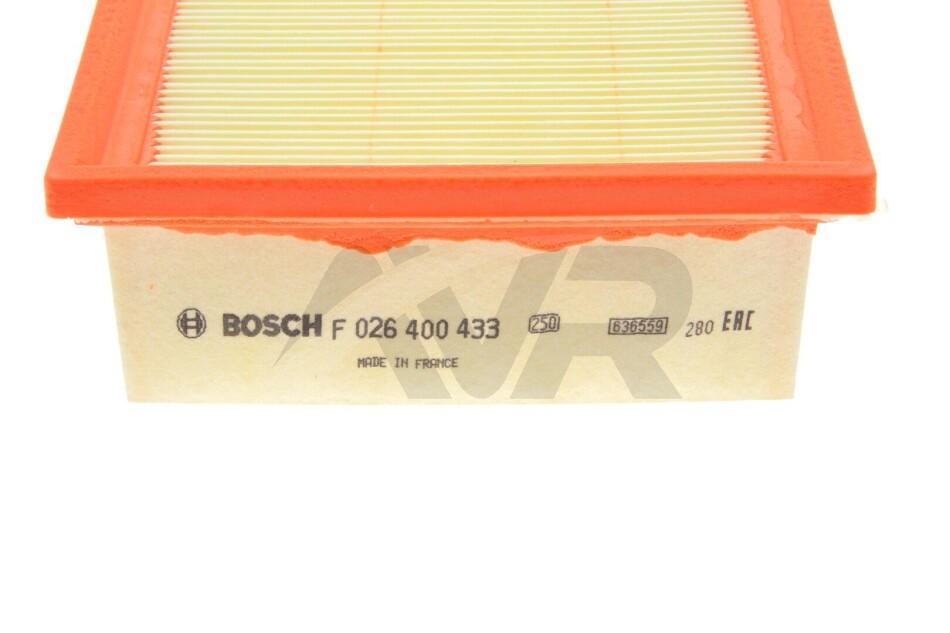 BOSCH F 026 400 433 250 636559 280 EAC
MADE IN FRANCE